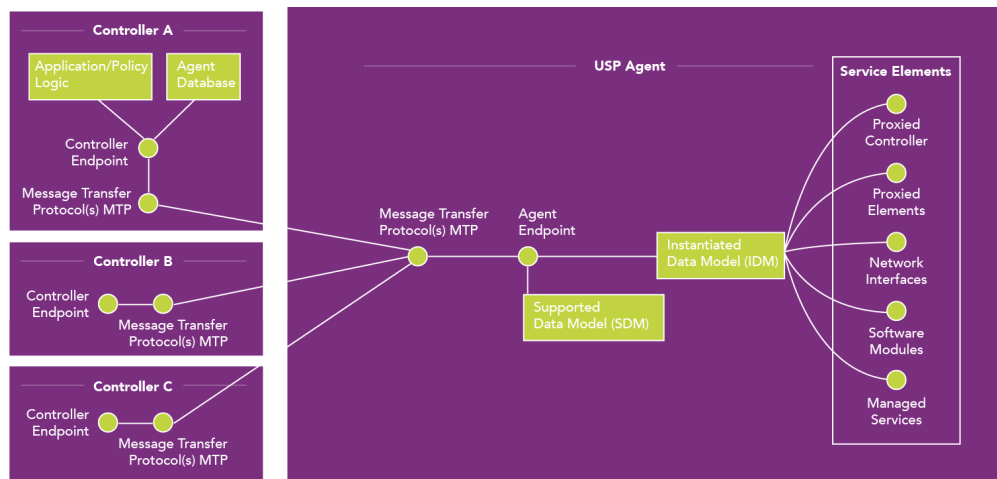 Controller A
Application/Policy
Logic
Agent
Database
Controller
Endpoint
Message Transfer
Protocol(s) MTP
Controller B
Controller
Endpoint
Message Transfer
Protocol(s) MTP
Controller C
Controller
Endpoint
Message Transfer
Protocol(s) MTP
USP Agent
Message Transfer
Protocol(s) MTP
Agent
Endpoint
Instantiated
Data Model (IDM)
Supported
Data Model (SDM)
Service Elements
Proxied
Controller
Proxied
Elements
Network
Interfaces
Software
Modules
Managed
Services